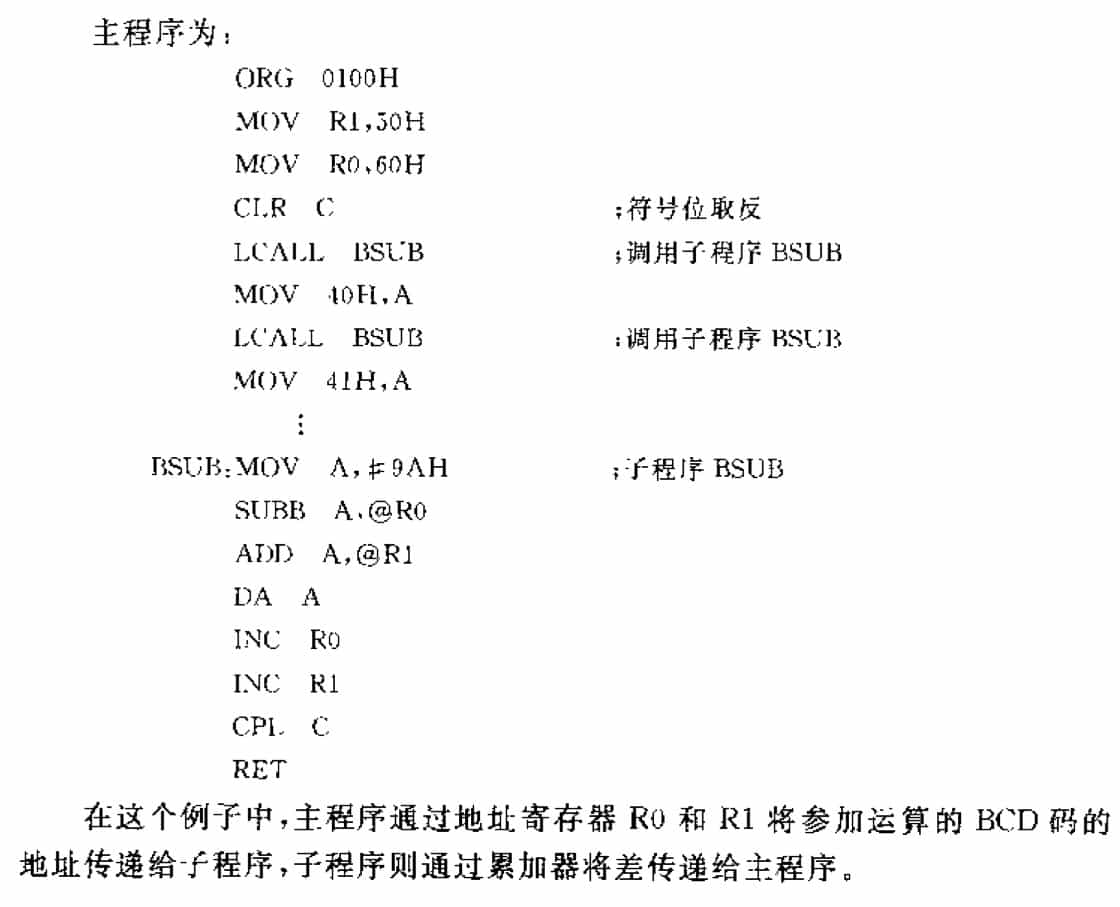 主程序为:
ORG 0100H
MOV R1,50H
MOV R0,60H
CLR C ;符号位取反
LCALL BSUB ;调用子程序 BSUB
MOV 40H,A
LCALL BSUB ;调用子程序 BSUB
MOV 41H,A
⋮
BSUB:MOV A,#9AH ;子程序 BSUB
SUBB A,@R0
ADD A,@R1
DA A
INC R0
INC R1
CPL C
RET
在这个例子中,主程序通过地址寄存器 R0 和 R1 将参加运算的 BCD 码的
地址传递给子程序,子程序则通过累加器将差传递给主程序。